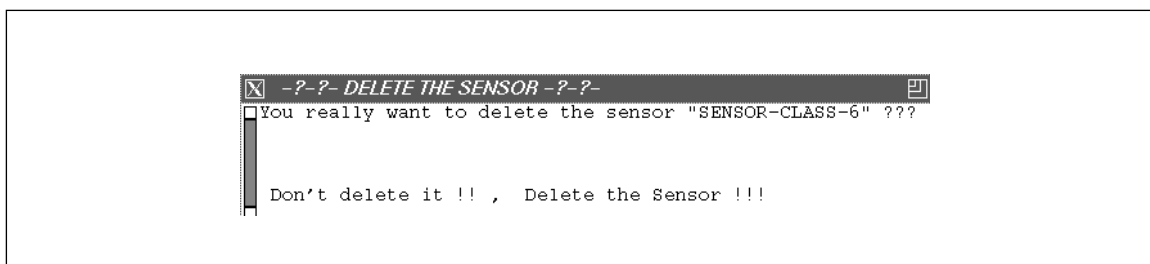 -?-?- DELETE THE SENSOR -?-?-
You really want to delete the sensor "SENSOR-CLASS-6" ???
Don't delete it !! , Delete the Sensor !!!